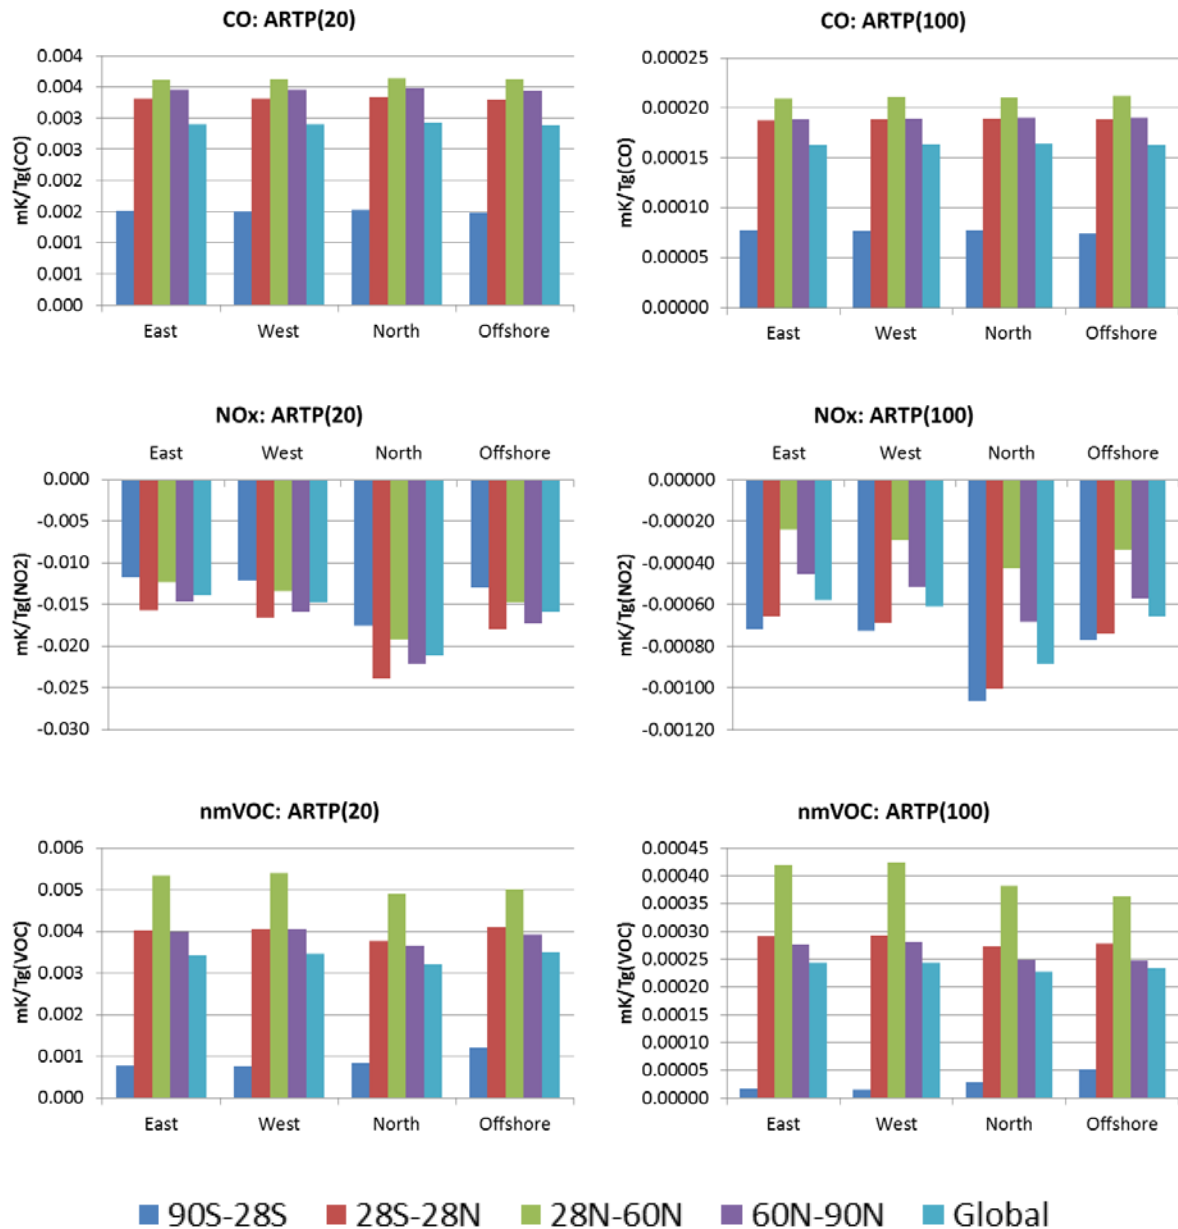 CO: ARTP(20)
mK/Tg(CO)
0.004
0.004
0.003
0.003
0.002
0.002
0.001
0.001
0.000
East West North Offshore
CO: ARTP(100)
mK/Tg(CO)
0.00025
0.00020
0.00015
0.00010
0.00005
0.00000
East West North Offshore
NOx: ARTP(20)
East West North Offshore
mK/Tg(NO2)
0.000
-0.005
-0.010
-0.015
-0.020
-0.025
-0.030
NOx: ARTP(100)
East West North Offshore
mK/Tg(NO2)
0.00000
-0.00020
-0.00040
-0.00060
-0.00080
-0.00100
-0.00120
nmVOC: ARTP(20)
mK/Tg(VOC)
0.006
0.005
0.004
0.003
0.002
0.001
0.000
East West North Offshore
nmVOC: ARTP(100)
mK/Tg(VOC)
0.00045
0.00040
0.00035
0.00030
0.00025
0.00020
0.00015
0.00010
0.00005
0.00000
East West North Offshore
90S-28S 28S-28N 28N-60N 60N-90N Global